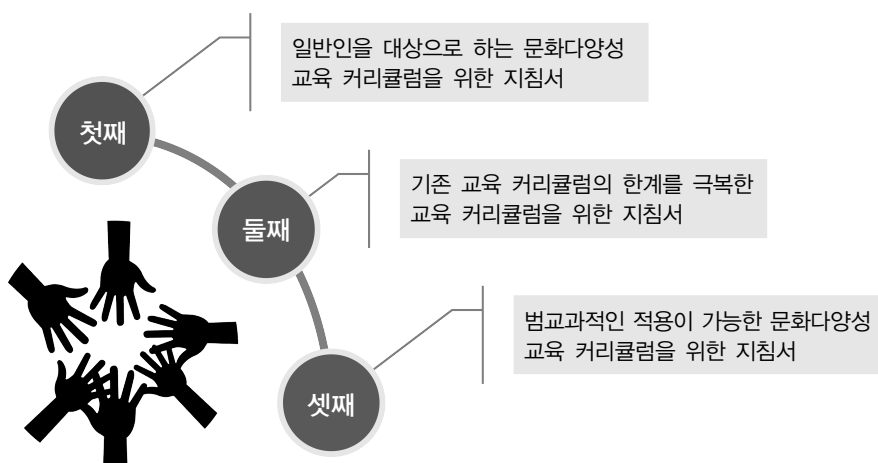 첫째
일반인을 대상으로 하는 문화다양성
교육 커리큘럼을 위한 지침서
둘째
기존 교육 커리큘럼의 한계를 극복한
교육 커리큘럼을 위한 지침서
셋째
범교과적인 적용이 가능한 문화다양성
교육 커리큘럼을 위한 지침서